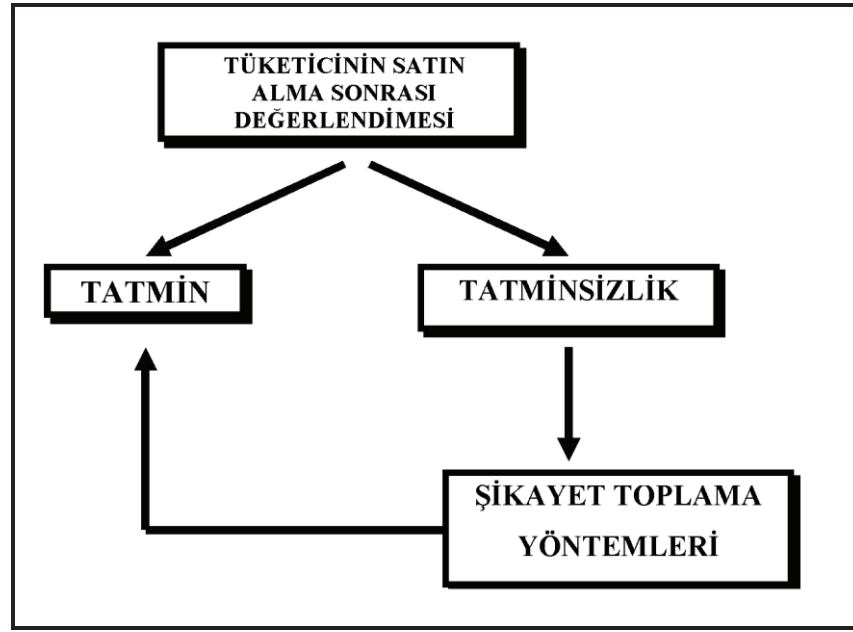 TÜKETİCİNİN SATIN
ALMA SONRASI
DEĞERLENDİMESİ
TATMİN
TATMİNSİZLİK
ŞİKAYET TOPLAMA
YÖNTEMLERİ